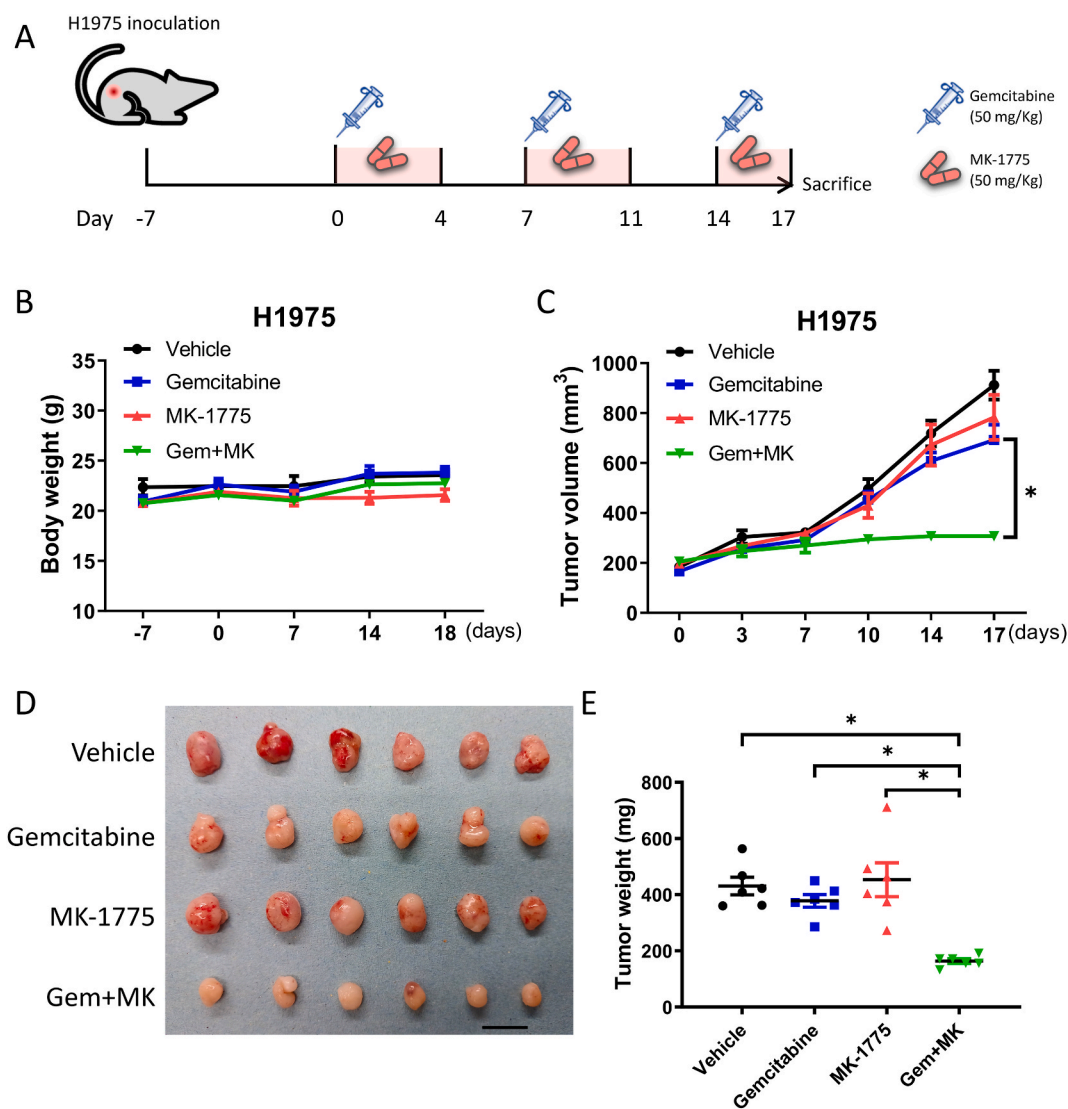 A
H1975 inoculation
Gemcitabine
(50 mg/Kg)
MK-1775
(50 mg/Kg)
Sacrifice
Day -7 0 4 7 11 14 17
B
H1975
Vehicle
Gemcitabine
MK-1775
Gem+MK
Body weight (g)
35
30
25
20
15
10
-7 0 7 14 18 (days)
C
H1975
Vehicle
Gemcitabine
MK-1775
Gem+MK
Tumor volume (mm³)
1000
800
600
400
200
0
*
0 3 7 10 14 17 (days)
D
Vehicle
Gemcitabine
MK-1775
Gem+MK
E
*
*
*
Tumor weight (mg)
800
600
400
200
0
Vehicle
Gemcitabine
MK-1775
Gem+MK